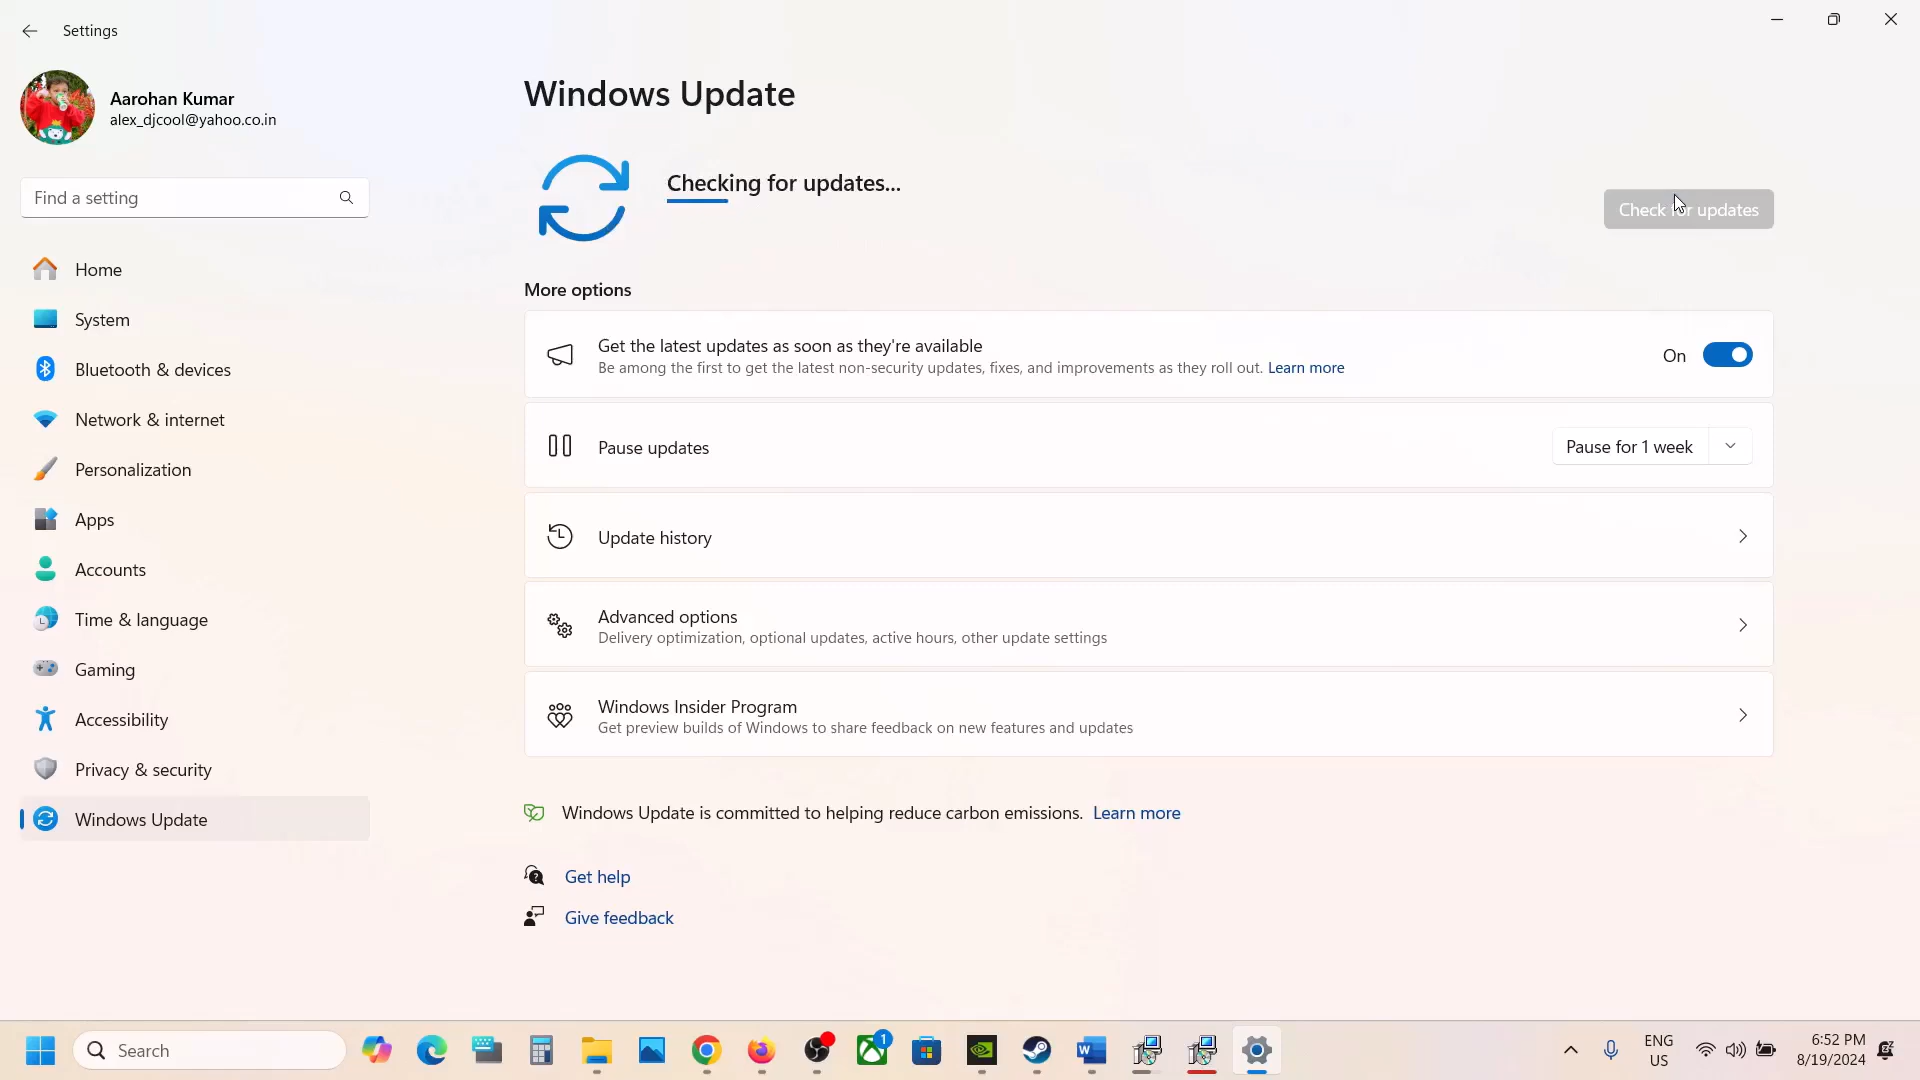 Settings
Aarohan Kumar
alex_djcool@yahoo.co.in
Find a setting
Home
System
Bluetooth & devices
Network & internet
Personalization
Apps
Accounts
Time & language
Gaming
Accessibility
Privacy & security
Windows Update
Windows Update
Checking for updates...
Check for updates
More options
Get the latest updates as soon as they're available
Be among the first to get the latest non-security updates, fixes, and improvements as they roll out. Learn more
On
Pause updates
Pause for 1 week
Update history
Advanced options
Delivery optimization, optional updates, active hours, other update settings
Windows Insider Program
Get preview builds of Windows to share feedback on new features and updates
Windows Update is committed to helping reduce carbon emissions. Learn more
Get help
Give feedback
Search
1
ENG
US
6:52 PM
8/19/2024